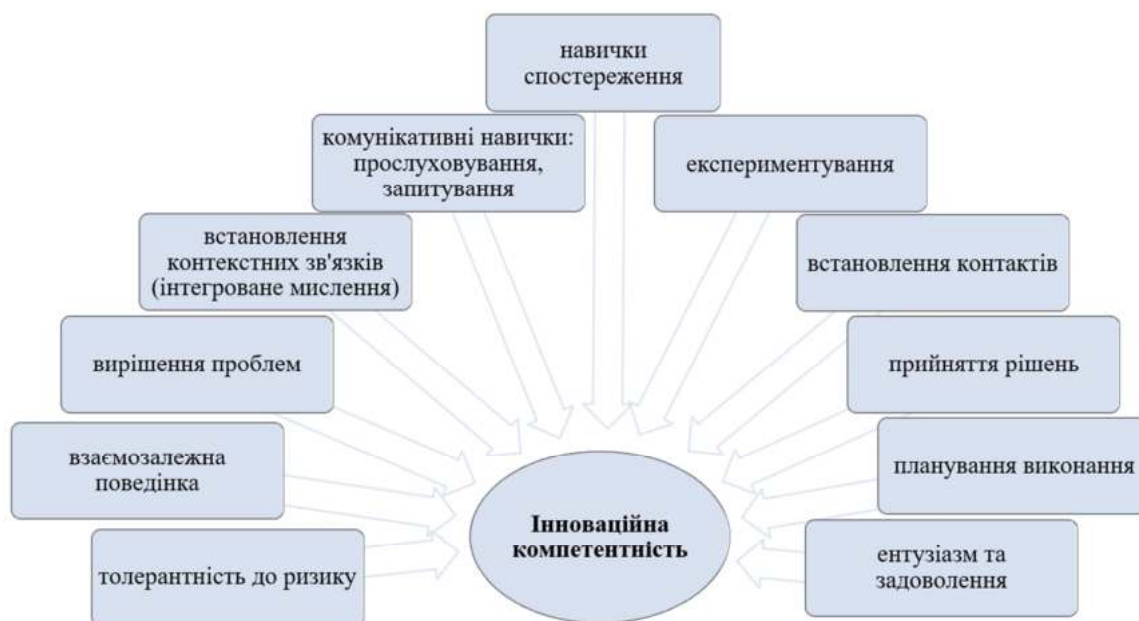 навички
спостереження
комунікативні навички:
прослуховування,
запитування
експериментування
встановлення
контекстних зв'язків
(інтегроване мислення)
встановлення контактів
вирішення проблем
прийняття рішень
взаємозалежна
поведінка
планування виконання
толерантність до ризику
ентузіазм та
задоволення
Інноваційна
компетентність